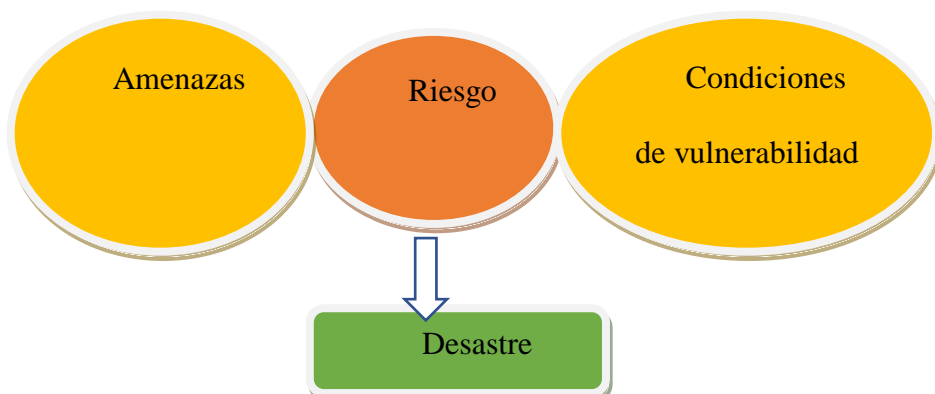 Amenazas
Riesgo
Condiciones
de vulnerabilidad
Desastre